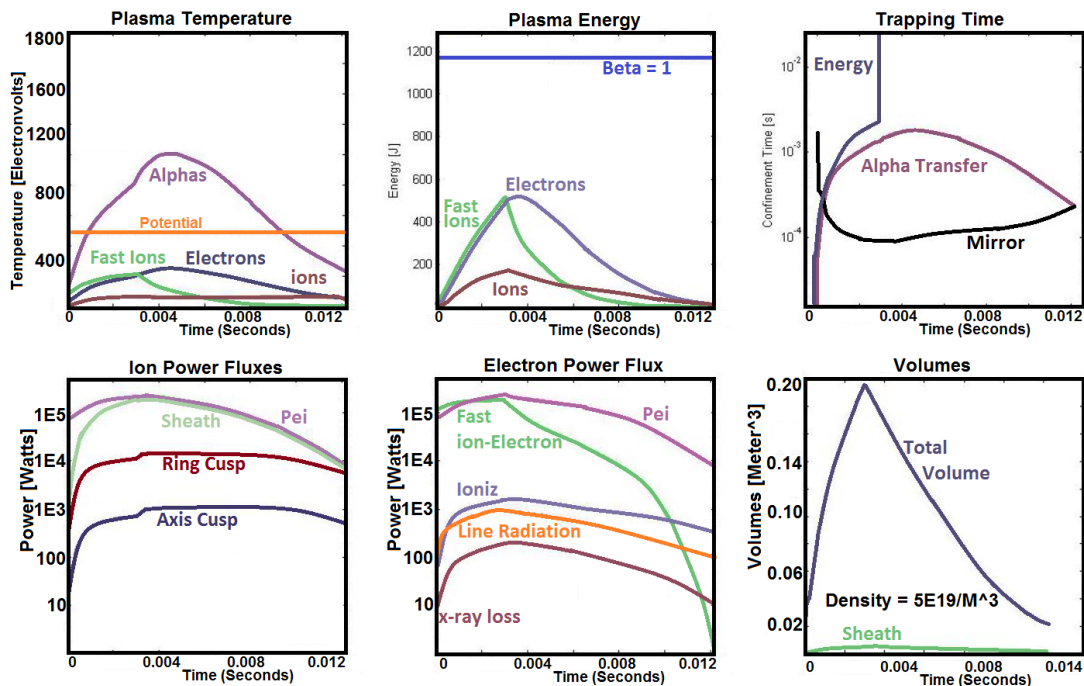 Plasma Temperature
Temperature [Electronvolts]
1800
1600
1200
1000
800
400
0
0.004
0.008
0.012
Time (Seconds)
Alphas
Potential
Fast Ions
Electrons
ions
Plasma Energy
Energy [J]
1200
1000
800
600
400
200
0
0
0.004
0.008
0.012
Time (Seconds)
Beta = 1
Fast
Ions
Electrons
Ions
Trapping Time
Confinement Time [s]
10-2
10-3
10-4
0
0.004
0.008
0.012
Time (Seconds)
Energy
Alpha Transfer
Mirror
Ion Power Fluxes
Power [Watts]
1E5
1E4
1E3
100
10
0
0.004
0.008
0.012
Time (Seconds)
Pei
Sheath
Ring Cusp
Axis Cusp
Electron Power Flux
Power [Watts]
1E5
1E4
1E3
100
10
0
0.004
0.008
0.012
Time (Seconds)
Pei
Fast
ion-Electron
Ioniz
Line Radiation
x-ray loss
Volumes
Volumes [Meter^3]
0.20
0.14
0.10
0.06
0.02
0
0.004
0.008
0.014
Time (Seconds)
Total
Volume
Density = 5E19/M^3
Sheath